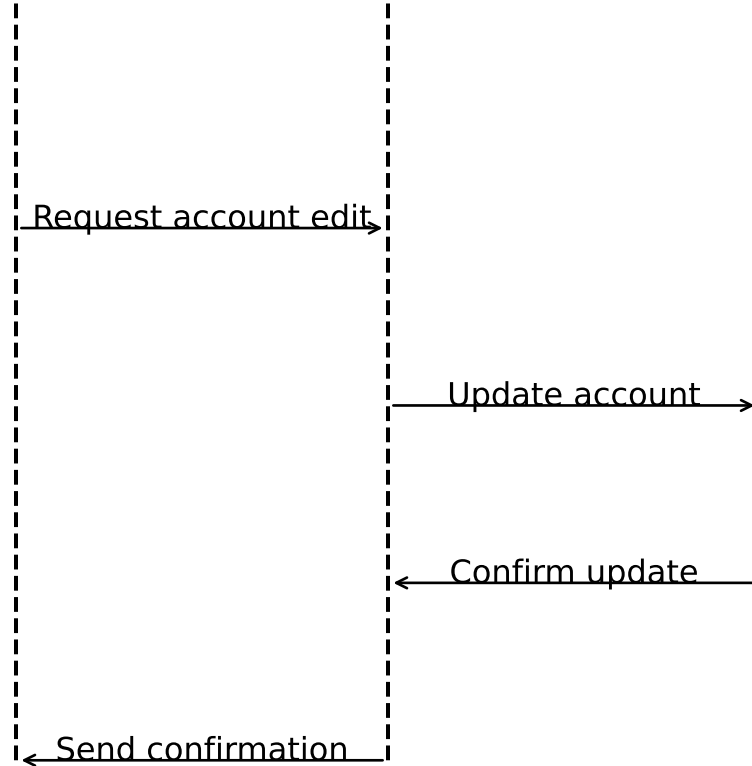 Request account edit
Update account
Confirm update
Send confirmation